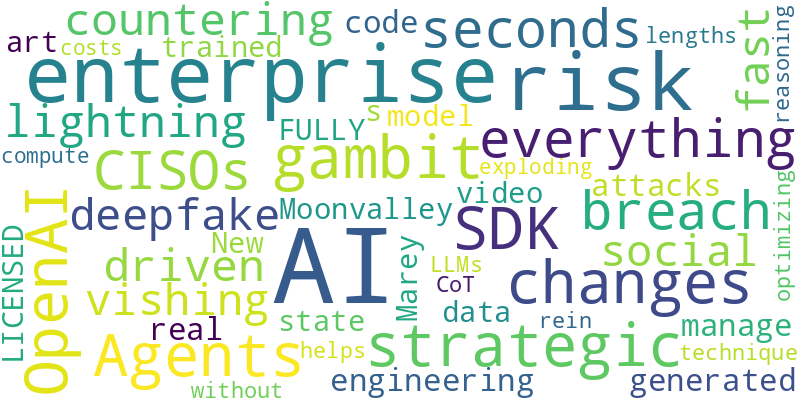 art
costs
countering
trained
code
seconds
lengths
fast
reasoning
enterprise
risk
lightning
FULLY
s
model
everything
compute
CISOs
gambit
exploding
attacks
OpenAI
deepfake
Moonvalley
video
SDK
breach
LICENSED
New
driven
AI
Marey
LLMs
CoT
social
changes
optimizing
vishing
real
state
data
rein
manage
Agents
helps
strategic
technique
without
engineering
generated